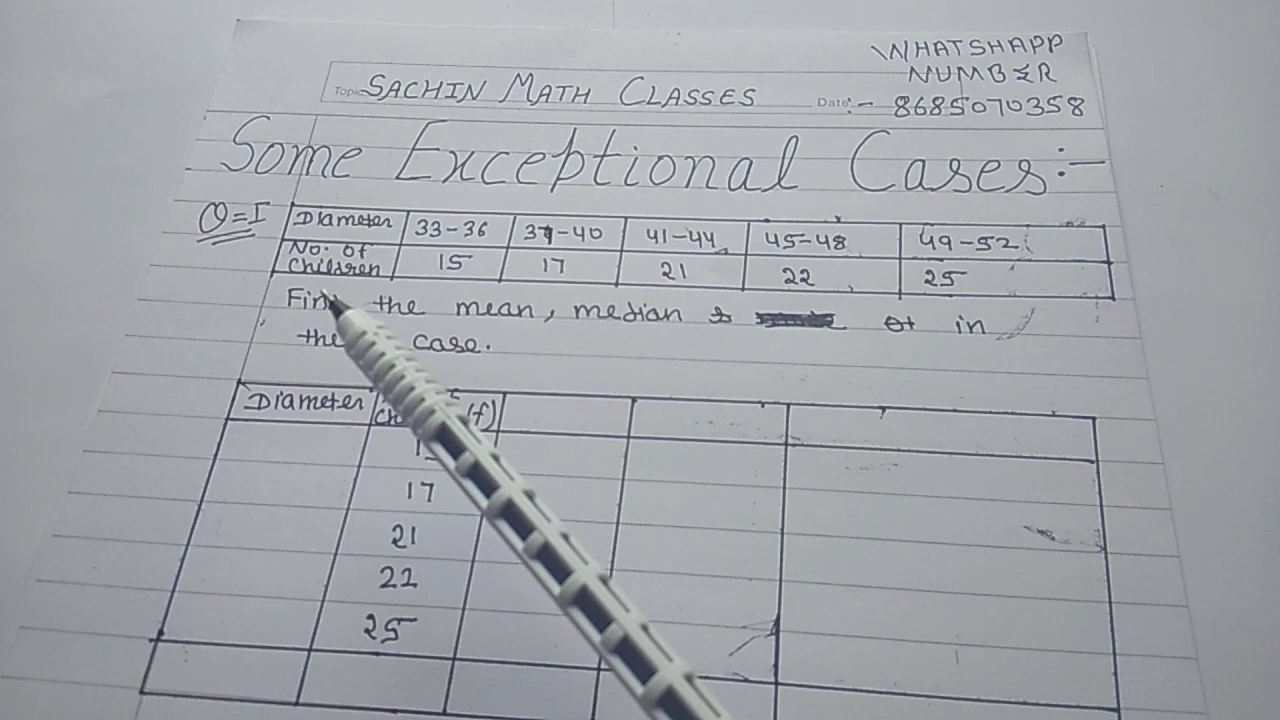 WHATSHAPP
NUMBER
Topic SACHIN MATH CLASSES Date:- 8685070358
Some Exceptional Cases:-
Q=I
Diameter 33-36 37-40 41-44 45-48 49-52
No. of
Children 15 17 21 22 25
the mean, median & of in
case.
Diameter (f)
17
21
22
25